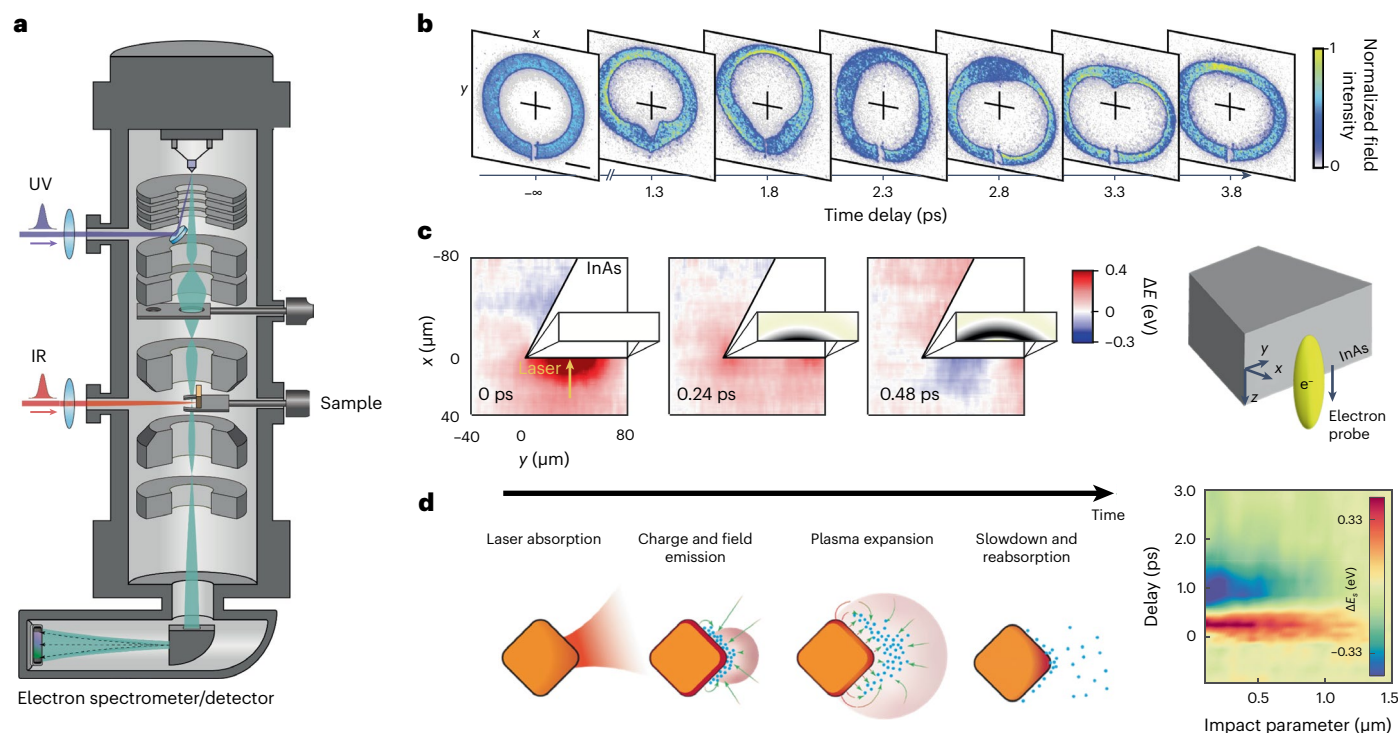 a
UV
IR
Sample
Electron spectrometer/detector
b
x
y
−∞
1.3
1.8
2.3
2.8
3.3
3.8
Time delay (ps)
1
0
Normalized field
intensity
c
−80
0
40
x (µm)
−40
0
80
y (µm)
InAs
Laser
0 ps
0.24 ps
0.48 ps
0.4
0
−0.3
ΔE (eV)
y
x
z
InAs
e−
Electron
probe
d
Time
Laser absorption
Charge and field
emission
Plasma expansion
Slowdown and
reabsorption
3.0
2.0
1.0
0
Delay (ps)
0.33
−0.33
ΔEs (eV)
0.5
1.0
1.5
Impact parameter (µm)